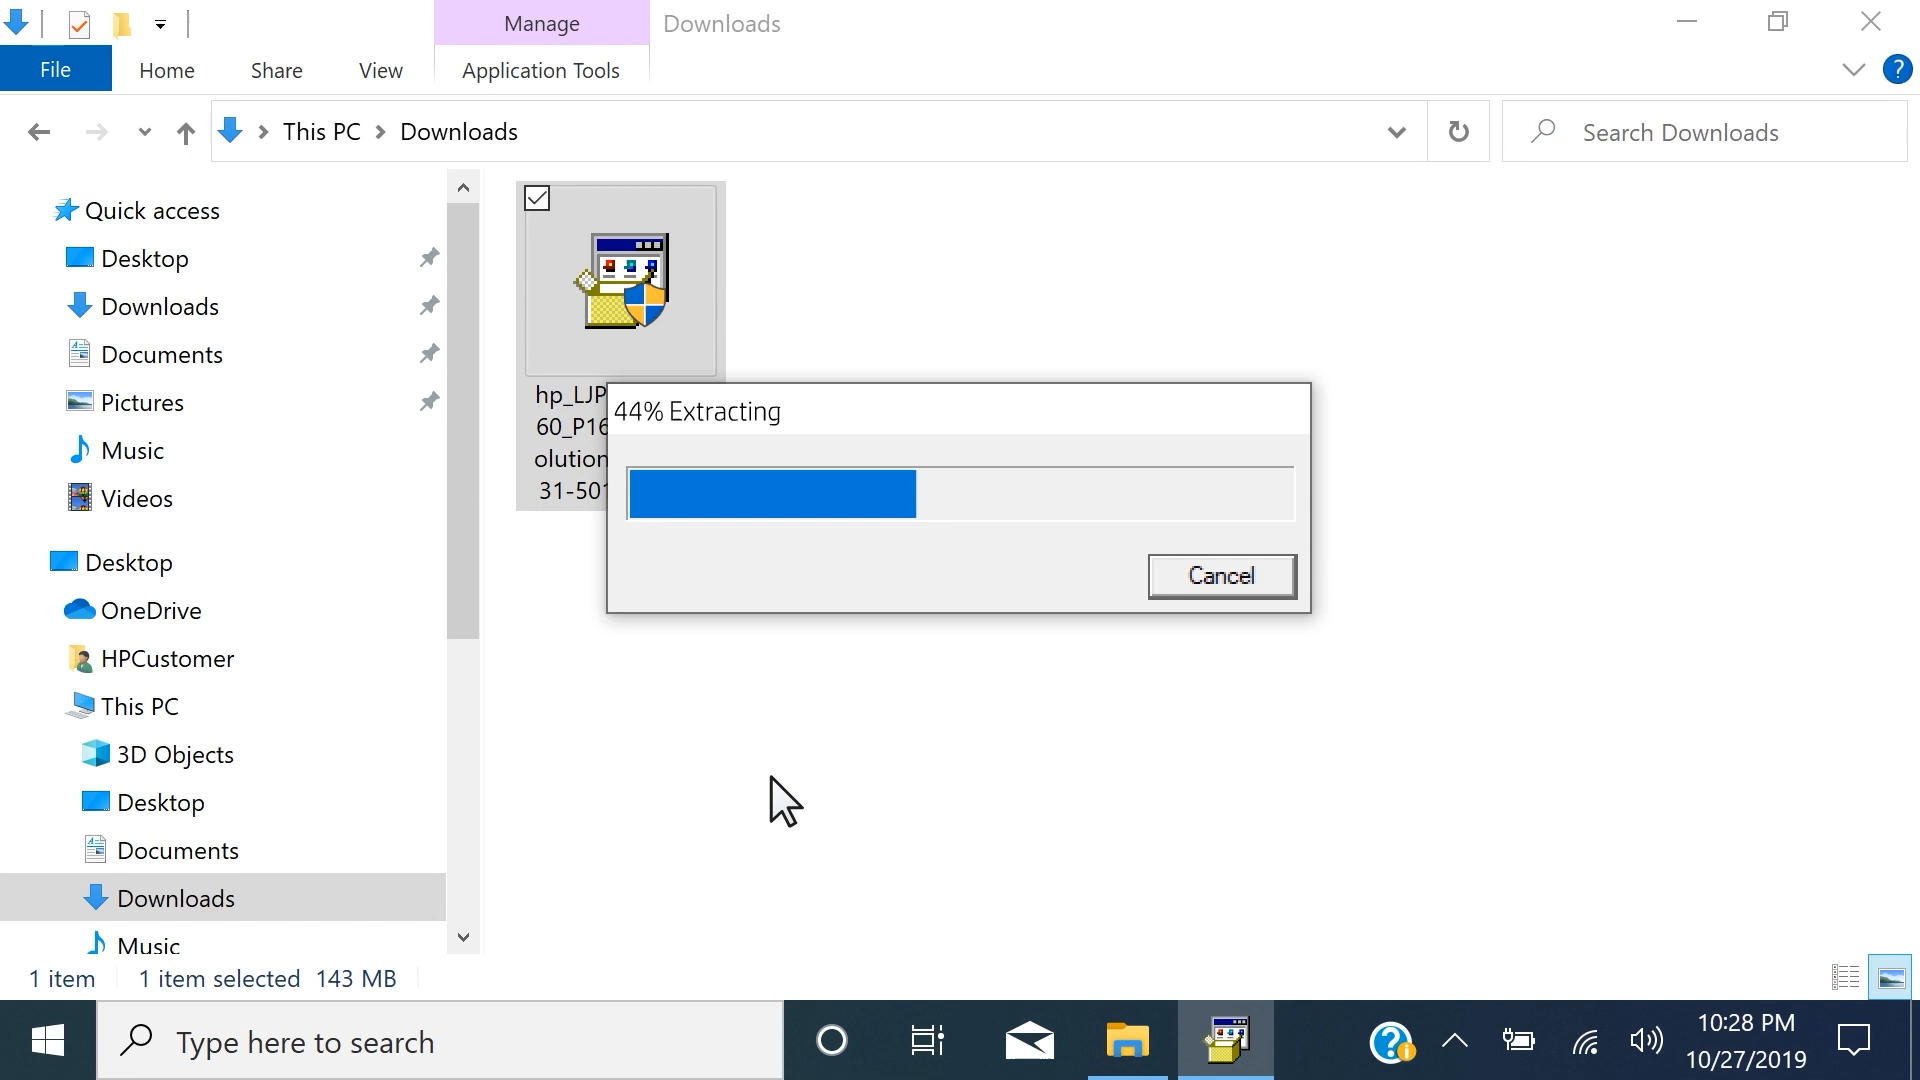 Manage
Downloads
File
Home
Share
View
Application Tools
This PC
Downloads
Search Downloads
Quick access
Desktop
Downloads
Documents
Pictures
Music
Videos
Desktop
OneDrive
HPCustomer
This PC
3D Objects
Desktop
Documents
Downloads
Music
hp_LJP
60_P16
olution
31-501
44% Extracting
Cancel
1 item
1 item selected 143 MB
Type here to search
10:28 PM
10/27/2019